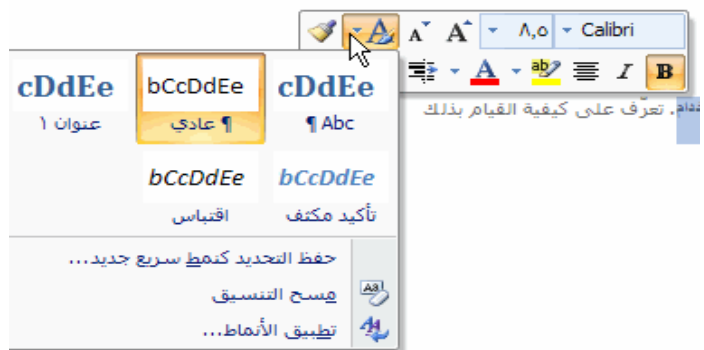 Calibri ٨,٥ A A A
B I ab A
. تعرّف على كيفية القيام بذلك
cDdEe bCcDdEe cDdEe
¶ Abc ¶ عادي عنوان ١
bCcDdEe bCcDdEe
تأكيد مكثف اقتباس
حفظ التحديد كنمط سريع جديد...
مسح التنسيق
تطبيق الأنماط...